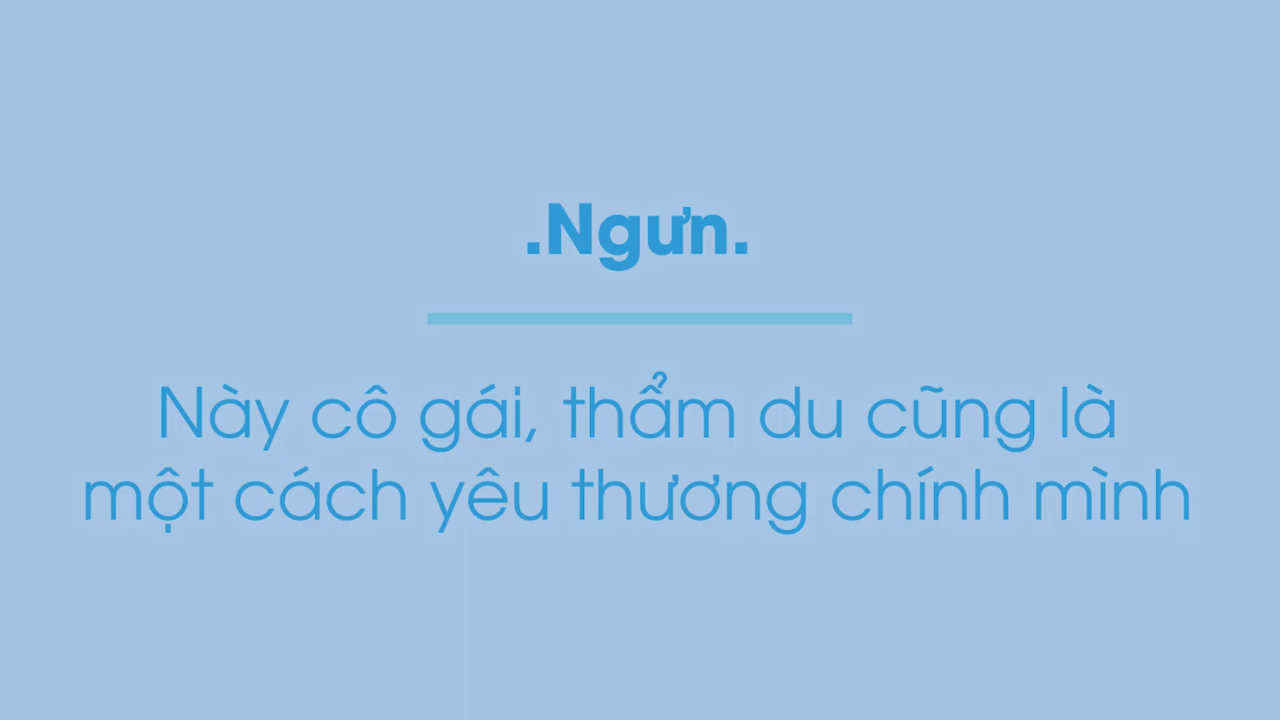 .Ngưn.
Này cô gái, thẩm du cũng là
một cách yêu thương chính mình